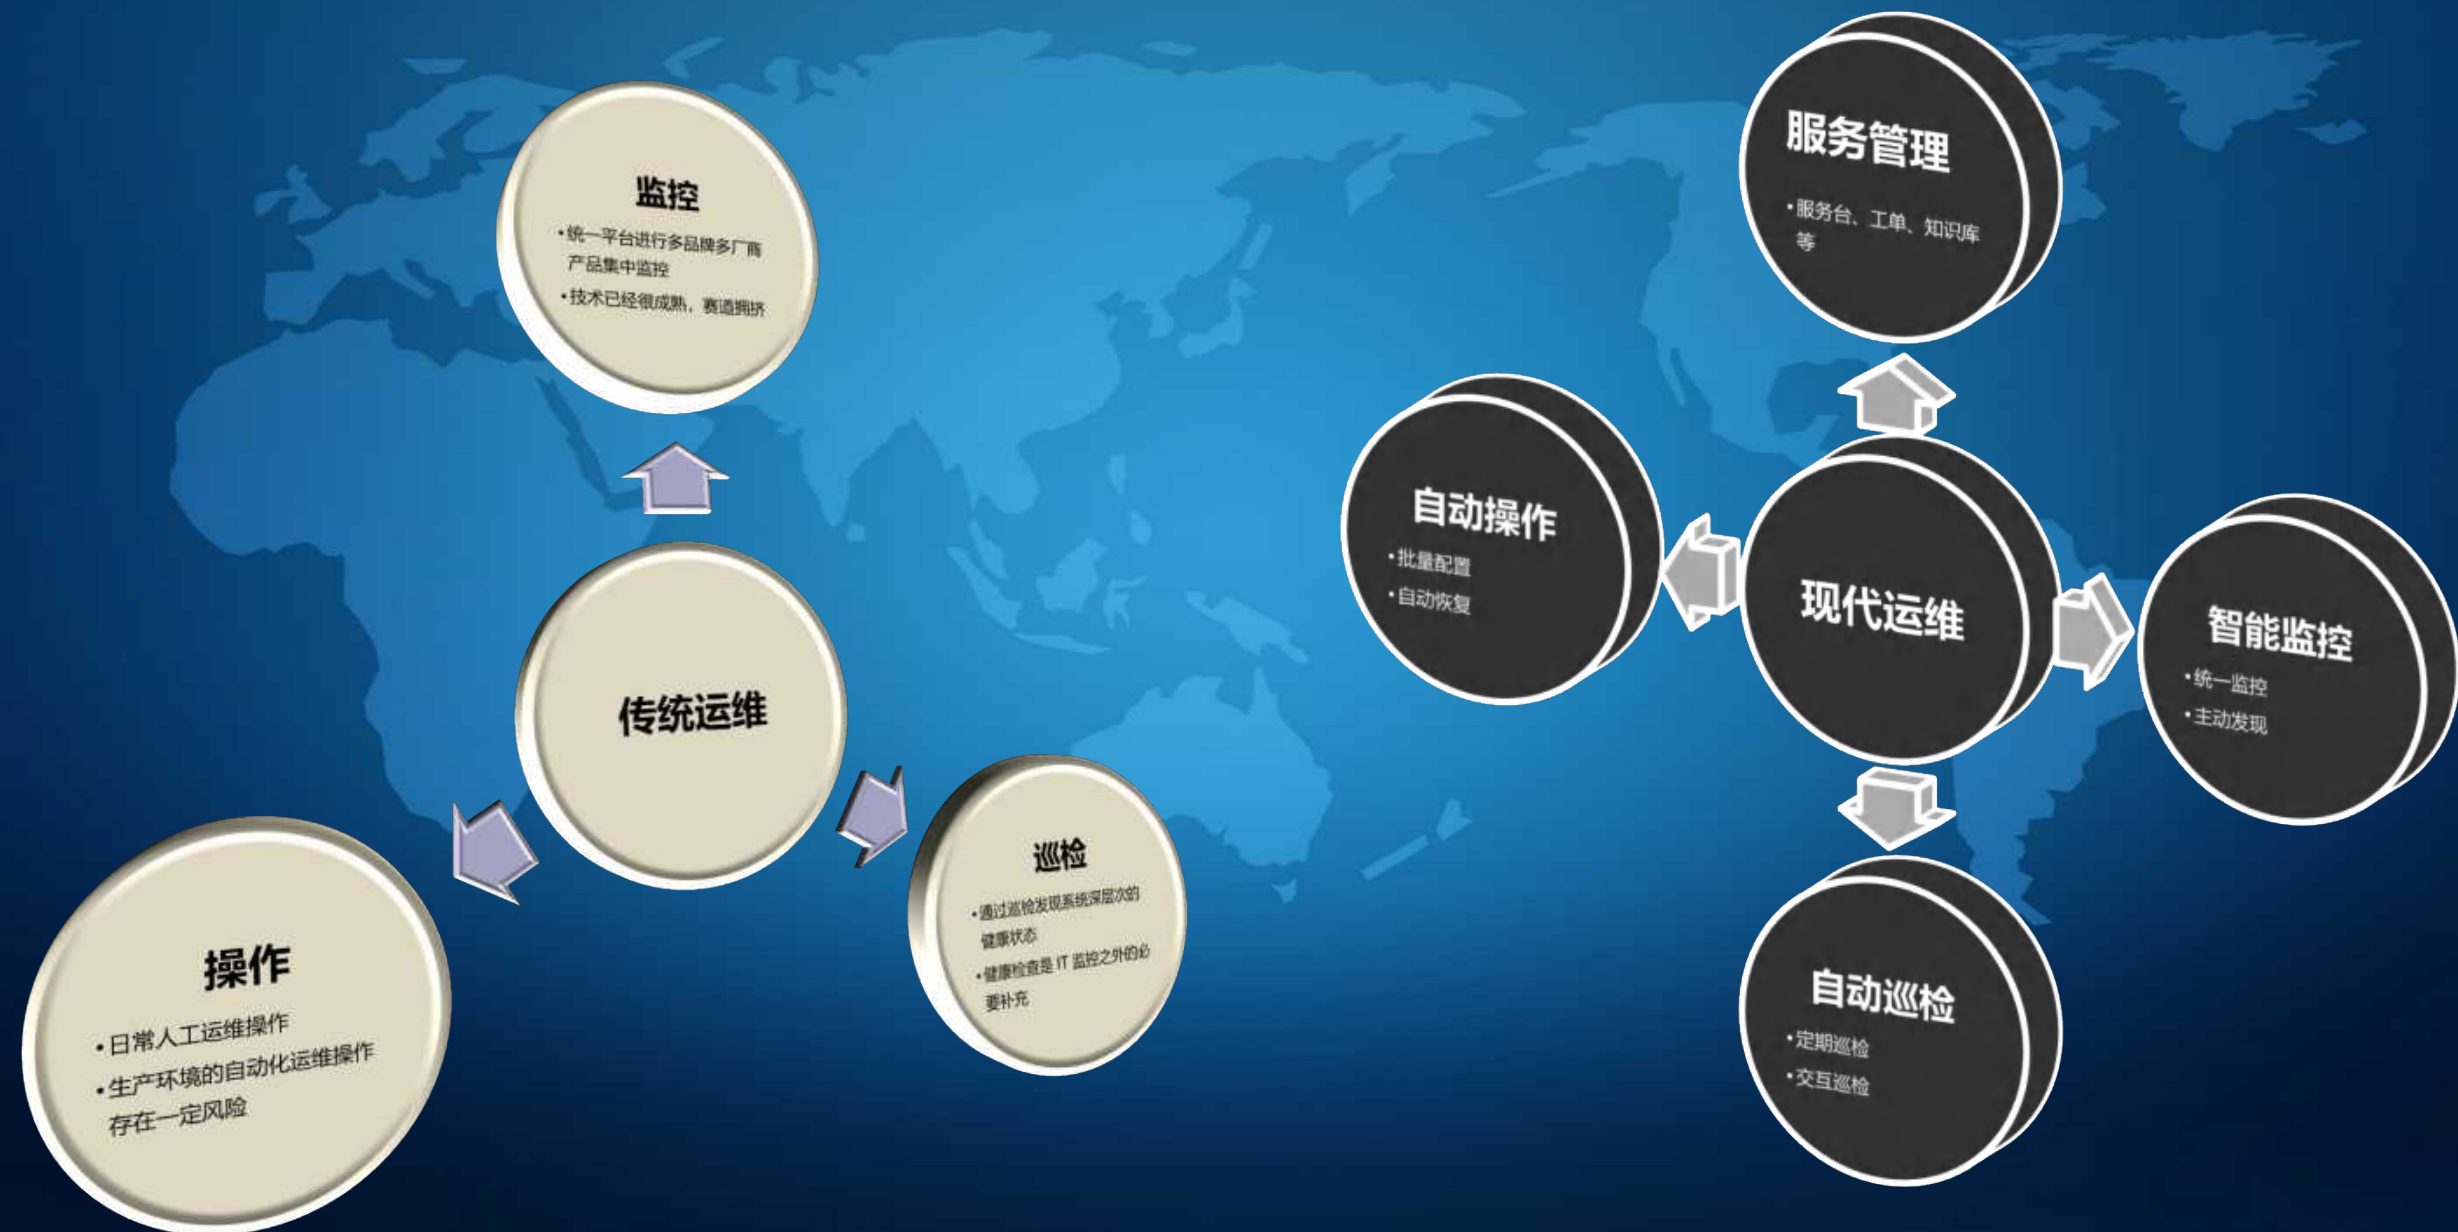 监控
•统一平台进行多品牌多厂商
产品集中监控
•技术已经很成熟，赛道拥挤
传统运维
操作
•日常人工运维操作
•生产环境的自动化运维操作
存在一定风险
巡检
•通过巡检发现系统深层次的
健康状态
•健康检查是 IT 监控之外的必
要补充
服务管理
•服务台、工单、知识库
等
自动操作
•批量配置
•自动恢复
现代运维
智能监控
•统一监控
•主动发现
自动巡检
•定期巡检
•交互巡检